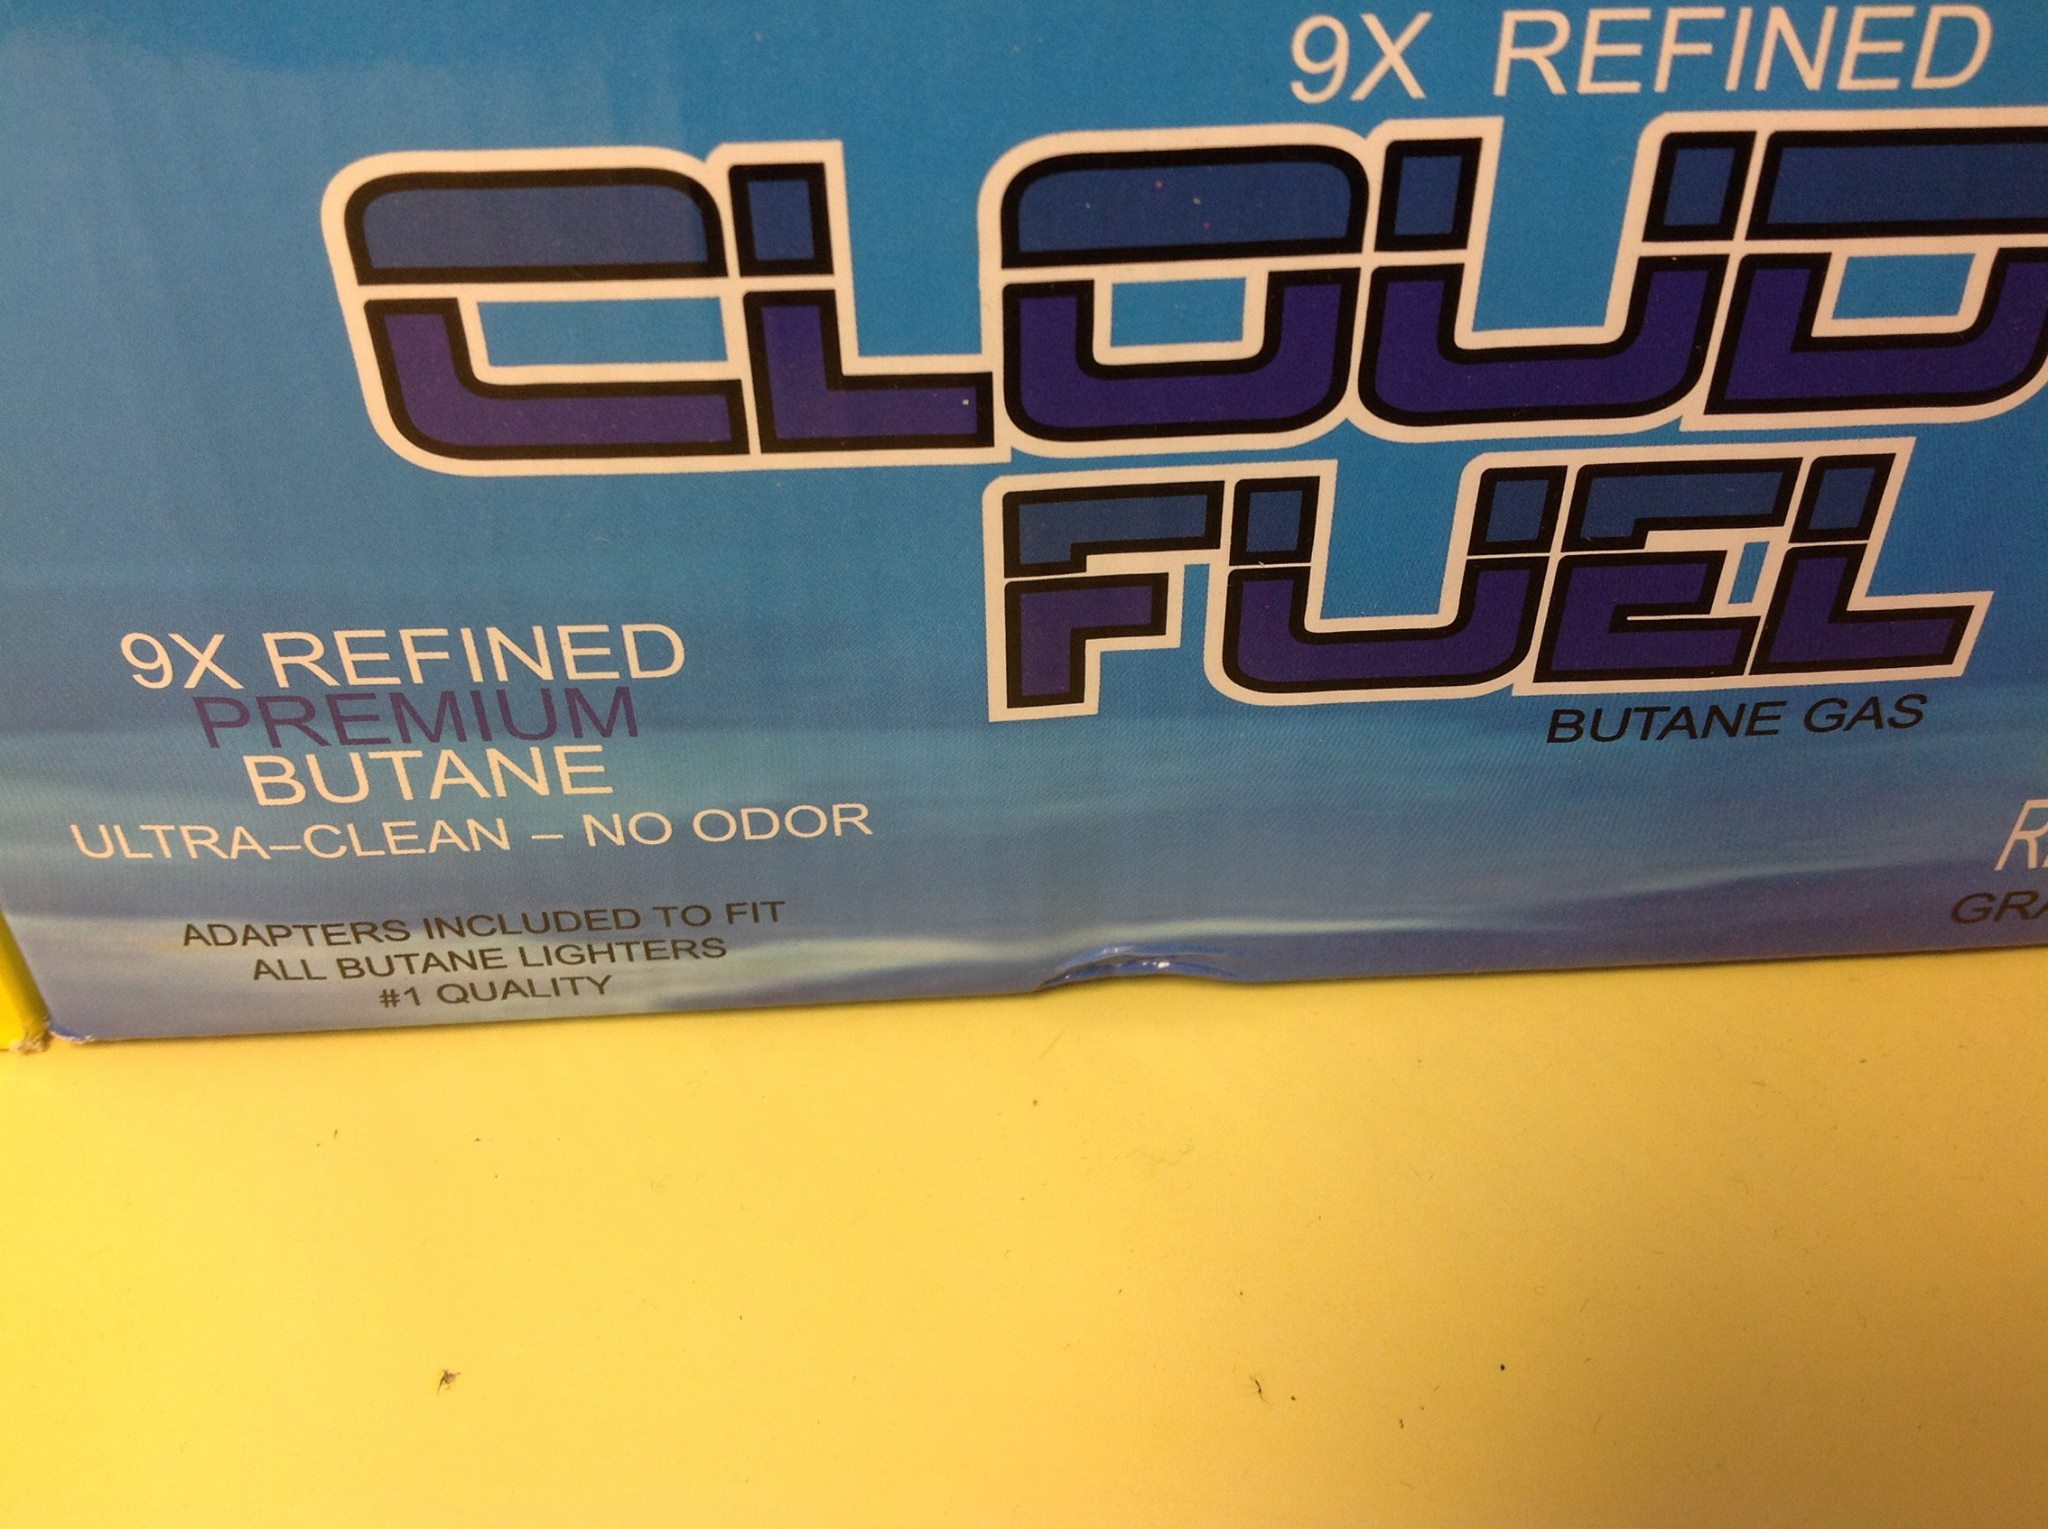 9X REFINED
CLOUD
FUEL
BUTANE GAS
9X REFINED
PREMIUM
BUTANE
ULTRA-CLEAN - NO ODOR
ADAPTERS INCLUDED TO FIT
ALL BUTANE LIGHTERS
#1 QUALITY